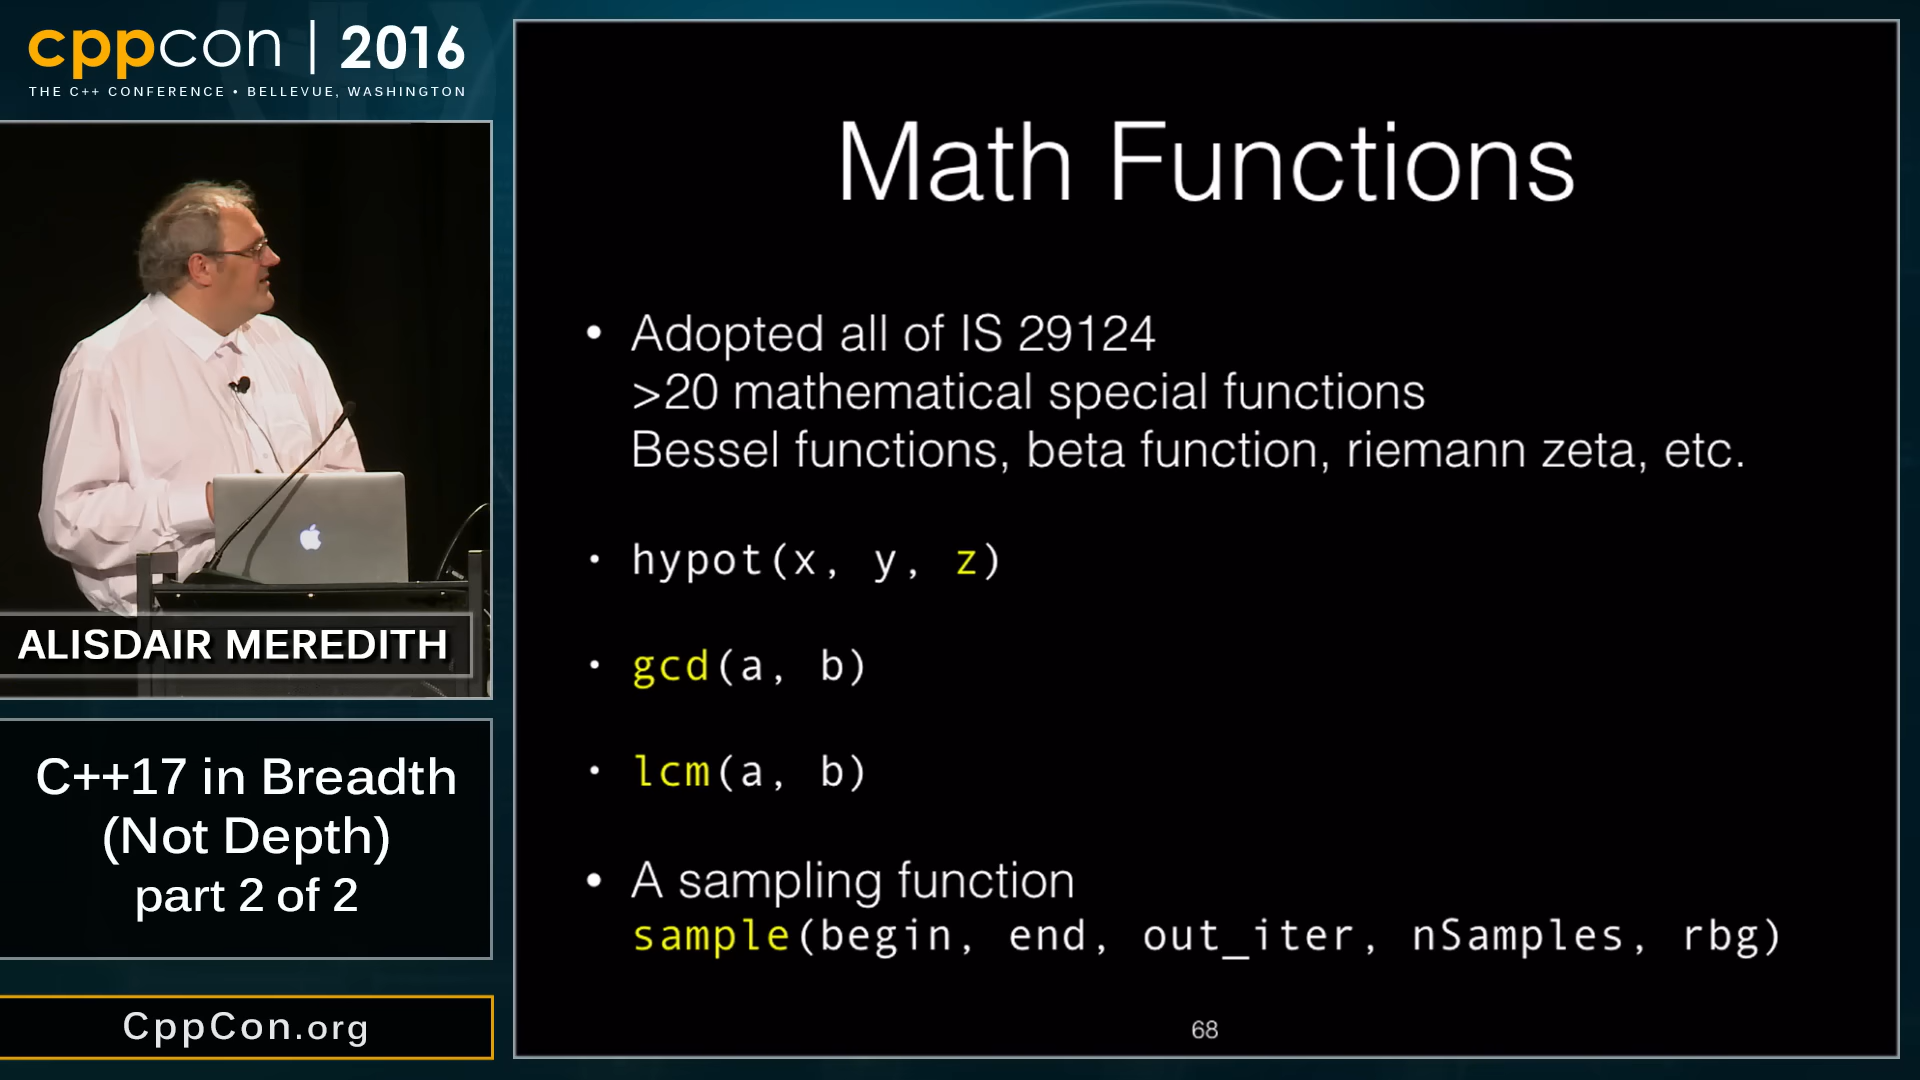 cppcon | 2016
THE C++ CONFERENCE • BELLEVUE, WASHINGTON
ALISDAIR MEREDITH
C++17 in Breadth
(Not Depth)
part 2 of 2
CppCon.org
Math Functions
• Adopted all of IS 29124
>20 mathematical special functions
Bessel functions, beta function, riemann zeta, etc.
• hypot(x, y, z)
• gcd(a, b)
• lcm(a, b)
• A sampling function
sample(begin, end, out_iter, nSamples, rbg)
68